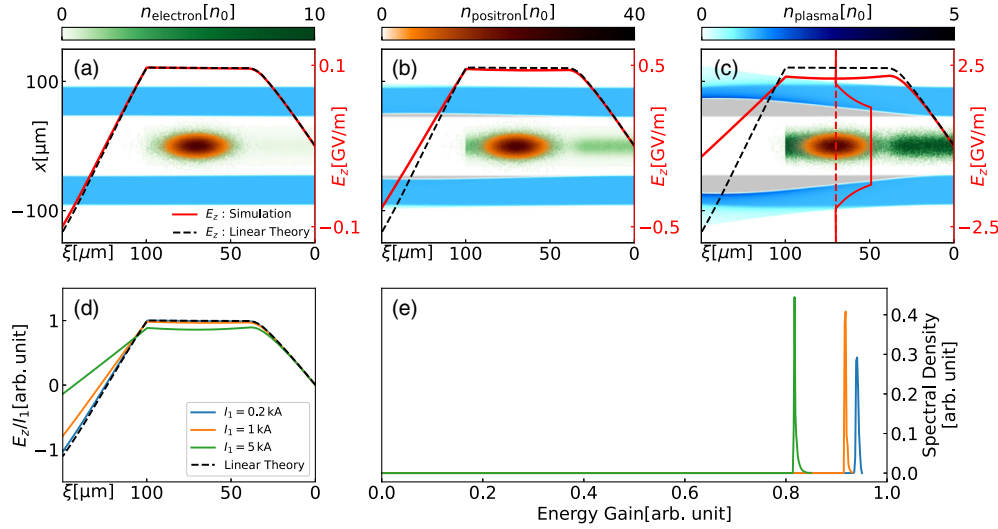 n_electron[n_0] n_positron[n_0] n_plasma[n_0]
0 10 0 40 0 5
(a) (b) (c)
100
−100
x[μm]
0.1
−0.1
E_z[GV/m]
0.5
−0.5
E_z[GV/m]
2.5
−2.5
E_z[GV/m]
E_z : Simulation
E_z : Linear Theory
ξ[μm] 100 50 0 ξ[μm] 100 50 0 ξ[μm] 100 50 0
(d) (e)
1
0
−1
E_z/I_1[arb. unit]
I_1 = 0.2 kA
I_1 = 1 kA
I_1 = 5 kA
Linear Theory
ξ[μm] 100 50 0
0.4
0.3
0.2
0.1
0.0
Spectral Density
[arb. unit]
0.0 0.2 0.4 0.6 0.8 1.0
Energy Gain[arb. unit]